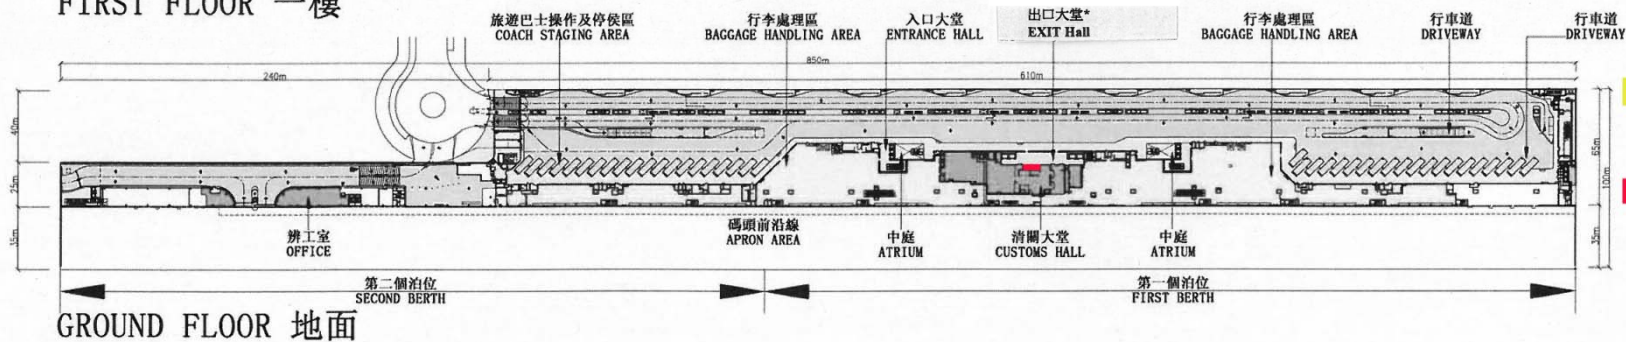 FIRST FLOOR 一樓
旅遊巴士操作及停侯區
COACH STAGING AREA
行李處理區
BAGGAGE HANDLING AREA
入口大堂
ENTRANCE HALL
出口大堂*
EXIT Hall
行李處理區
BAGGAGE HANDLING AREA
行車道
DRIVEWAY
行車道
DRIVEWAY
850m
240m
610m
40m
25m
35m
65m
100m
35m
辨工室
OFFICE
碼頭前沿線
APRON AREA
中庭
ATRIUM
清關大堂
CUSTOMS HALL
中庭
ATRIUM
第二個泊位
SECOND BERTH
第一個泊位
FIRST BERTH
GROUND FLOOR 地面